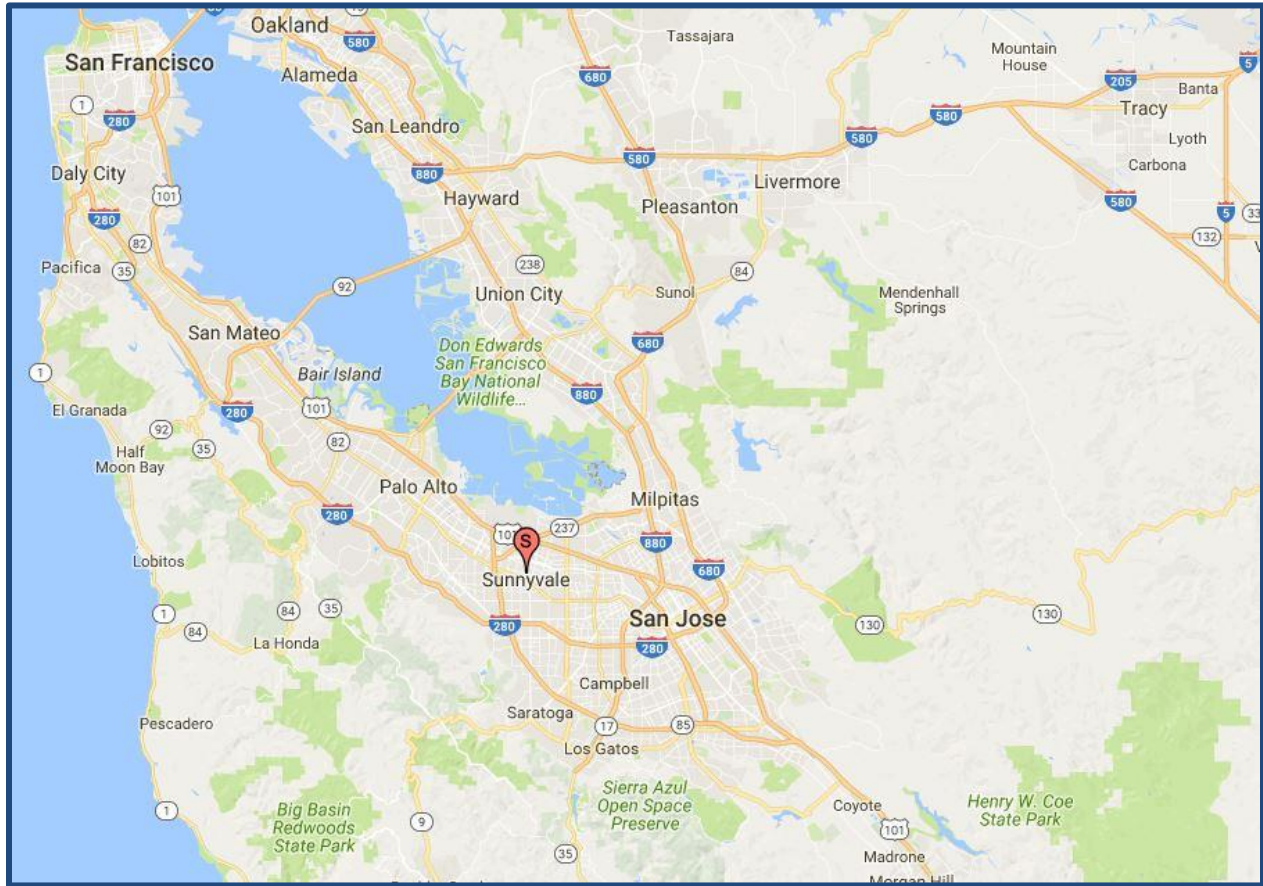 Oakland
580
Tassajara
San Francisco
Alameda
680
Mountain
House
5
205
Banta
1
280
San Leandro
580
Tracy
580
Lyoth
Daly City
880
580
Livermore
Carbona
101
Hayward
Pleasanton
580
280
5
82
238
84
132
Pacifica
35
92
Union City
Sunol
Mendenhall
Springs
San Mateo
680
Don Edwards
San Francisco
Bay National
Wildlife...
1
Bair Island
880
El Granada
280
101
92
35
82
Half
Moon Bay
Palo Alto
Milpitas
280
101
237
880
S
Lobitos
Sunnyvale
680
1
84
35
280
San Jose
130
130
84
La Honda
280
Campbell
Pescadero
Saratoga
17
85
Los Gatos
1
Big Basin
Redwoods
State Park
9
Sierra Azul
Open Space
Preserve
Coyote
Henry W. Coe
State Park
101
35
Madrone
Morgan Hill